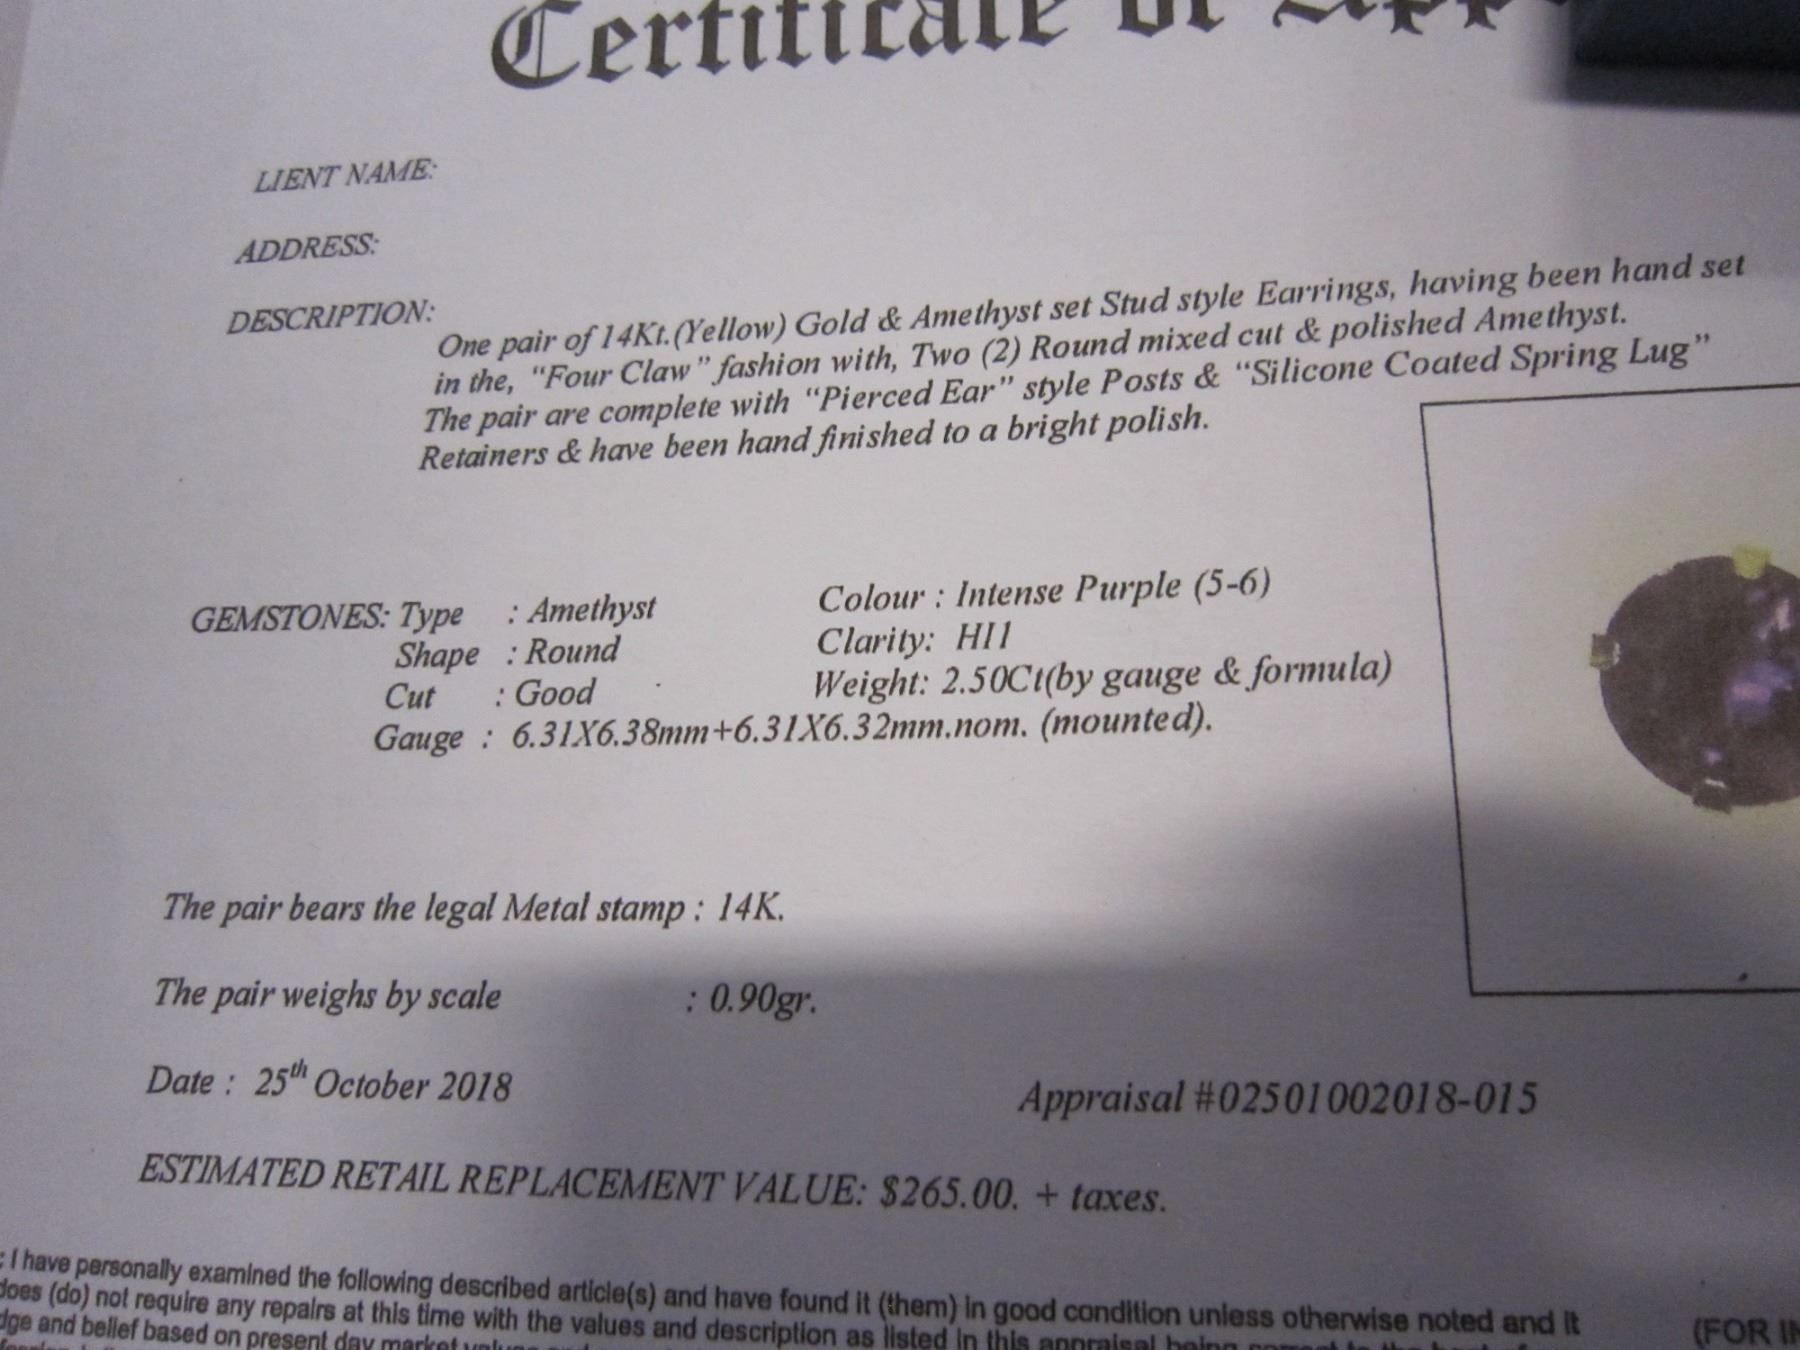 Certificate of
LIENT NAME:
ADDRESS:
DESCRIPTION:
One pair of 14Kt.(Yellow) Gold & Amethyst set Stud style Earrings, having been hand set
in the, "Four Claw" fashion with, Two (2) Round mixed cut & polished Amethyst.
The pair are complete with "Pierced Ear" style Posts & "Silicone Coated Spring Lug"
Retainers & have been hand finished to a bright polish.
GEMSTONES: Type : Amethyst Colour : Intense Purple (5-6)
Shape : Round Clarity: HI1
Cut : Good Weight: 2.50Ct(by gauge & formula)
Gauge : 6.31X6.38mm+6.31X6.32mm.nom. (mounted).
The pair bears the legal Metal stamp : 14K.
The pair weighs by scale : 0.90gr.
Date : 25th October 2018 Appraisal #02501002018-015
ESTIMATED RETAIL REPLACEMENT VALUE: $265.00. + taxes.
: I have personally examined the following described article(s) and have found it (them) in good condition unless otherwise noted and it
does (do) not require any repairs at this time with the values and description as listed in this appraisal being
(FOR
and belief based on present day market